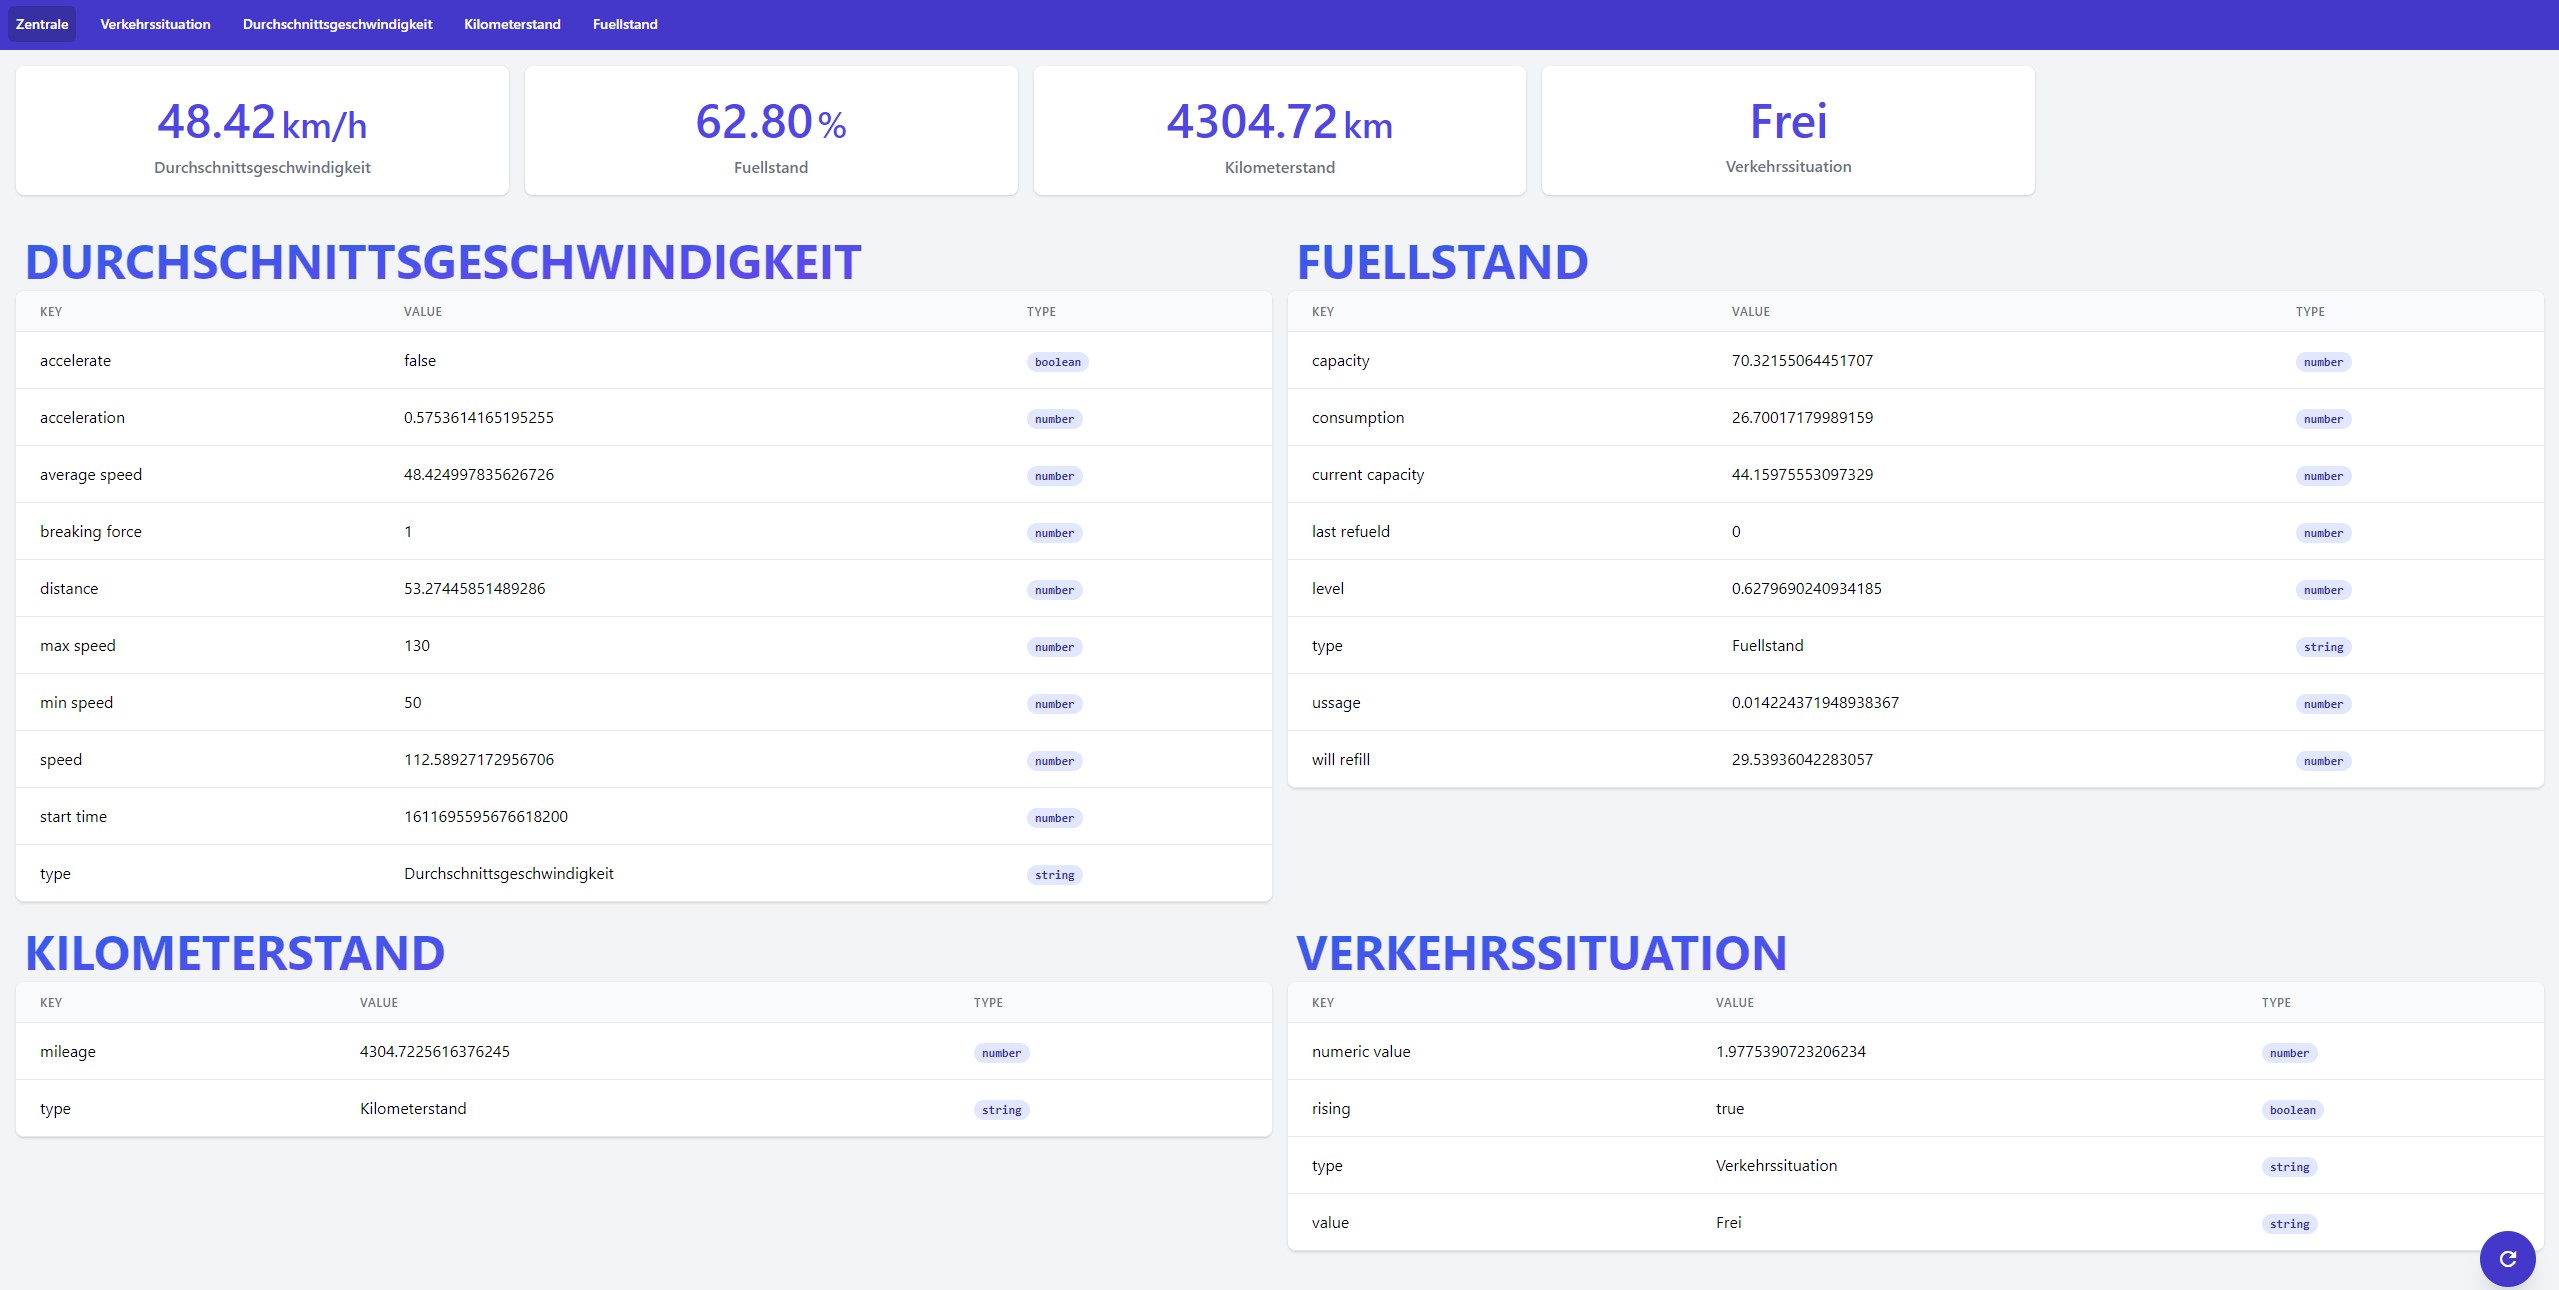 Zentrale Verkehrssituation Durchschnittsgeschwindigkeit Kilometerstand Fuellstand
48.42 km/h
Durchschnittsgeschwindigkeit
62.80 %
Fuellstand
4304.72 km
Kilometerstand
Frei
Verkehrssituation
DURCHSCHNITTSGESCHWINDIGKEIT
KEY VALUE TYPE
accelerate false boolean
acceleration 0.5753614165195255 number
average speed 48.424997835626726 number
breaking force 1 number
distance 53.27445851489286 number
max speed 130 number
min speed 50 number
speed 112.58927172956706 number
start time 1611695595676618200 number
type Durchschnittsgeschwindigkeit string
FUELLSTAND
KEY VALUE TYPE
capacity 70.32155064451707 number
consumption 26.70017179989159 number
current capacity 44.15975553097329 number
last refueld 0 number
level 0.6279690240934185 number
type Fuellstand string
ussage 0.014224371948938367 number
will refill 29.53936042283057 number
KILOMETERSTAND
KEY VALUE TYPE
mileage 4304.7225616376245 number
type Kilometerstand string
VERKEHRSSITUATION
KEY VALUE TYPE
numeric value 1.9775390723206234 number
rising true boolean
type Verkehrssituation string
value Frei string